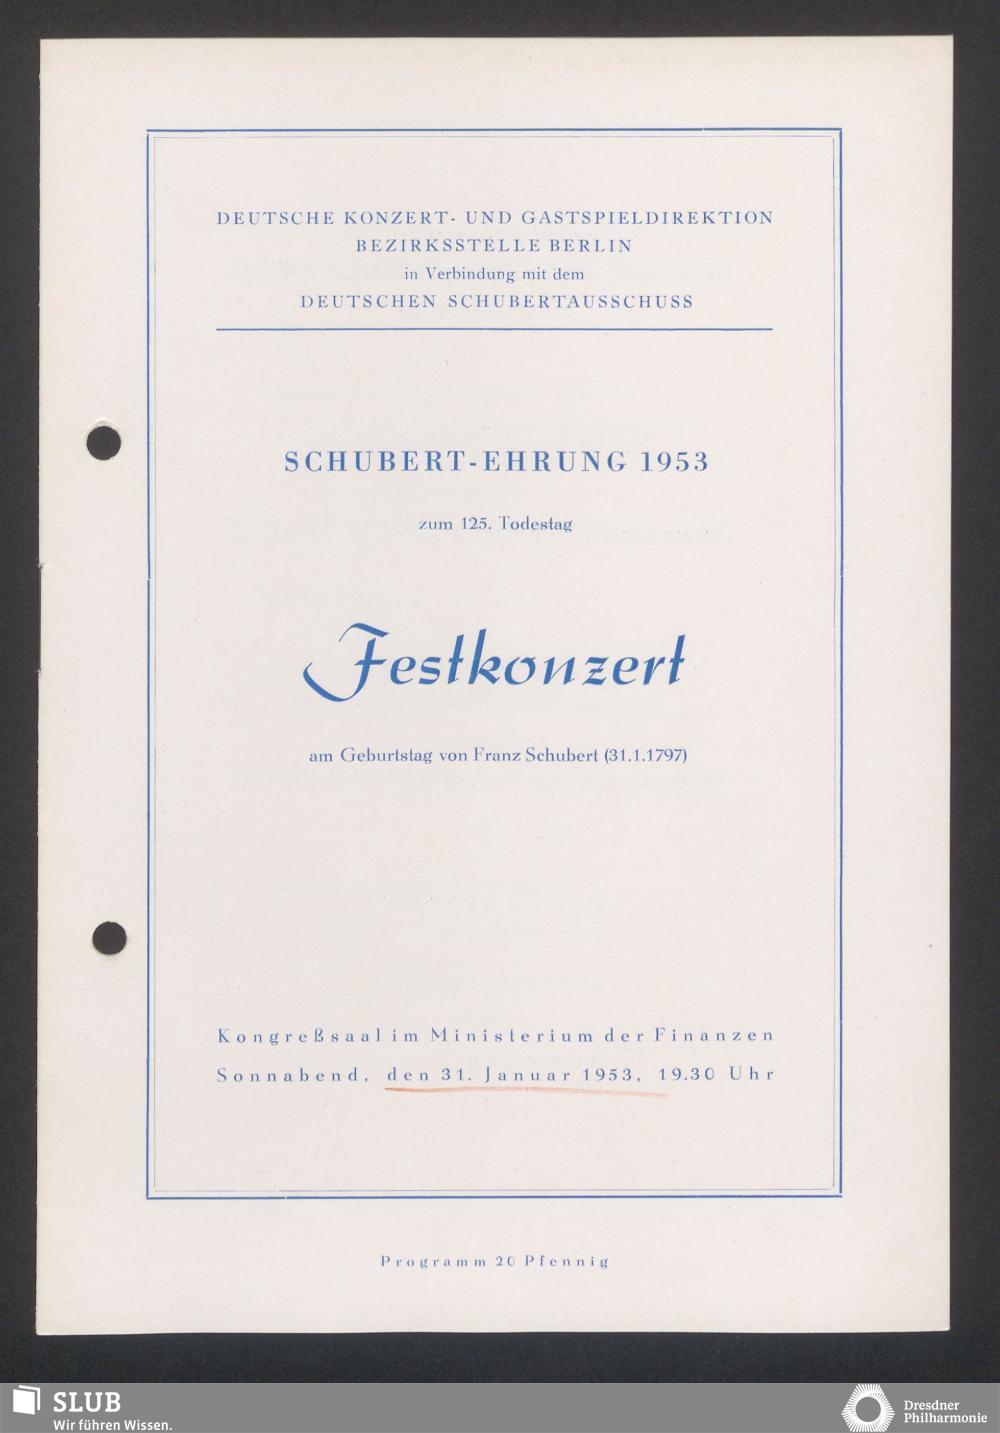 DEUTSCHE KONZERT- UND GASTSPIELDIREKTION
BEZIRKSSTELLE BERLIN
in Verbindung mit dem
DEUTSCHEN SCHUBERTAUSSCHUSS
SCHUBERT-EHRUNG 1953
zum 125. Todestag
Festkonzert
am Geburtstag von Franz Schubert (31.1.1797)
Kongreßsaal im Ministerium der Finanzen
Sonnabend, den 31. Januar 1953, 19.30 Uhr
Programm 20 Pfennig
SLUB
Wir führen Wissen.
Dresdner
Philharmonie